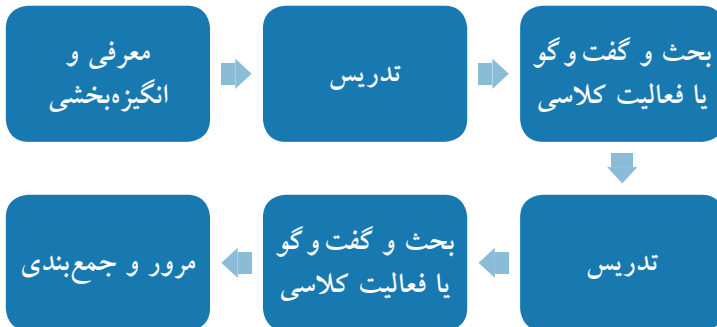 معرفی و
انگیزه‌بخشی
تدریس
بحث و گفت و گو
یا فعالیت کلاسی
تدریس
بحث و گفت و گو
یا فعالیت کلاسی
مرور و جمع‌بندی